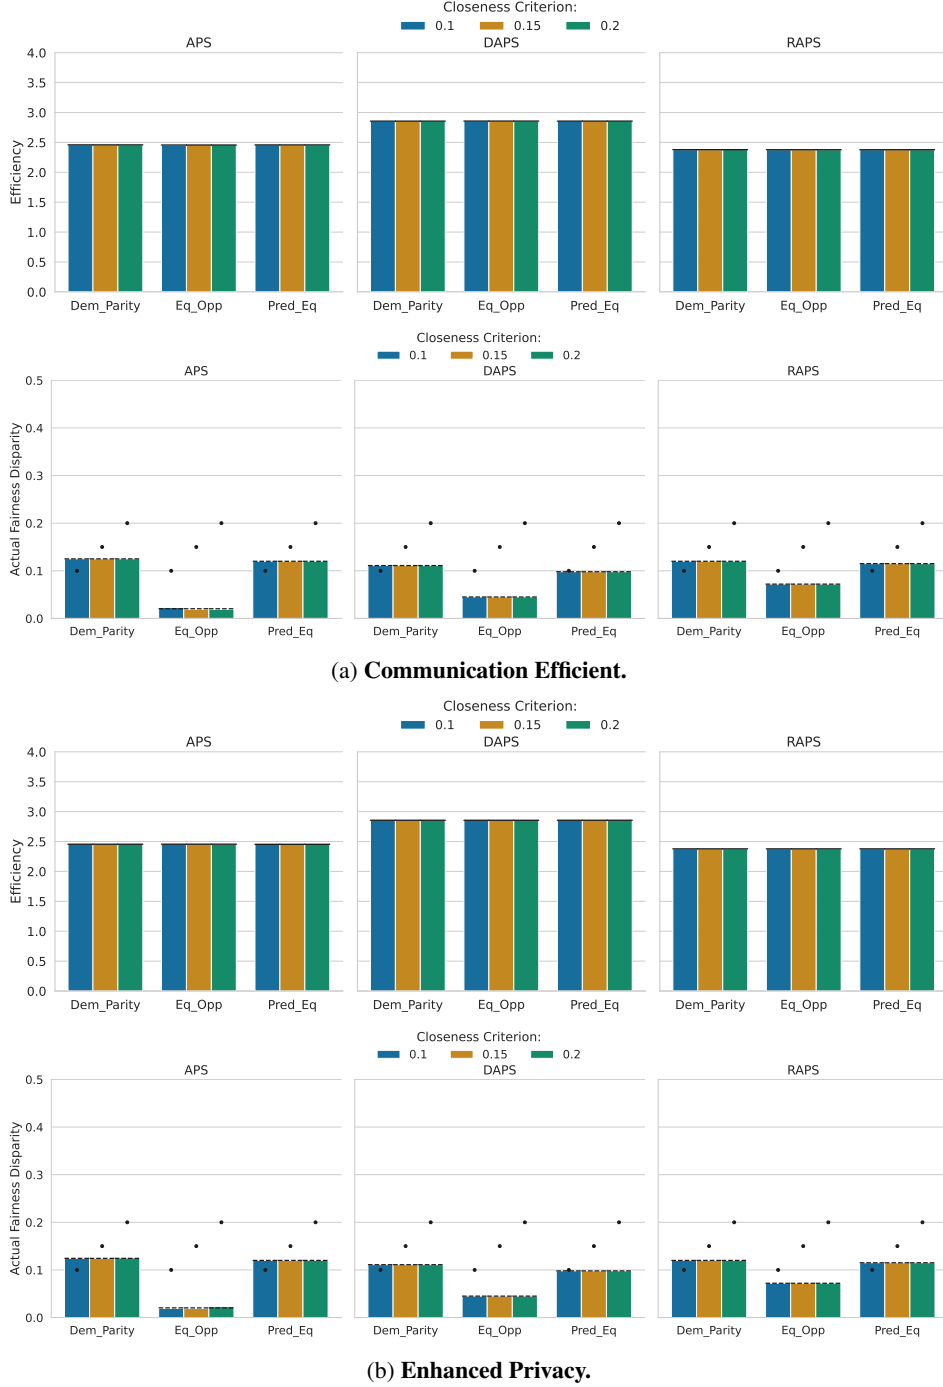 Closeness Criterion:
0.1 0.15 0.2
APS DAPS RAPS
4.0
3.5
3.0
2.5
2.0
1.5
1.0
0.5
0.0
Efficiency
Dem_Parity Eq_Opp Pred_Eq Dem_Parity Eq_Opp Pred_Eq Dem_Parity Eq_Opp Pred_Eq
Closeness Criterion:
0.1 0.15 0.2
APS DAPS RAPS
0.5
0.4
0.3
0.2
0.1
0.0
Actual Fairness Disparity
Dem_Parity Eq_Opp Pred_Eq Dem_Parity Eq_Opp Pred_Eq Dem_Parity Eq_Opp Pred_Eq
(a) Communication Efficient.
Closeness Criterion:
0.1 0.15 0.2
APS DAPS RAPS
4.0
3.5
3.0
2.5
2.0
1.5
1.0
0.5
0.0
Efficiency
Dem_Parity Eq_Opp Pred_Eq Dem_Parity Eq_Opp Pred_Eq Dem_Parity Eq_Opp Pred_Eq
Closeness Criterion:
0.1 0.15 0.2
APS DAPS RAPS
0.5
0.4
0.3
0.2
0.1
0.0
Actual Fairness Disparity
Dem_Parity Eq_Opp Pred_Eq Dem_Parity Eq_Opp Pred_Eq Dem_Parity Eq_Opp Pred_Eq
(b) Enhanced Privacy.